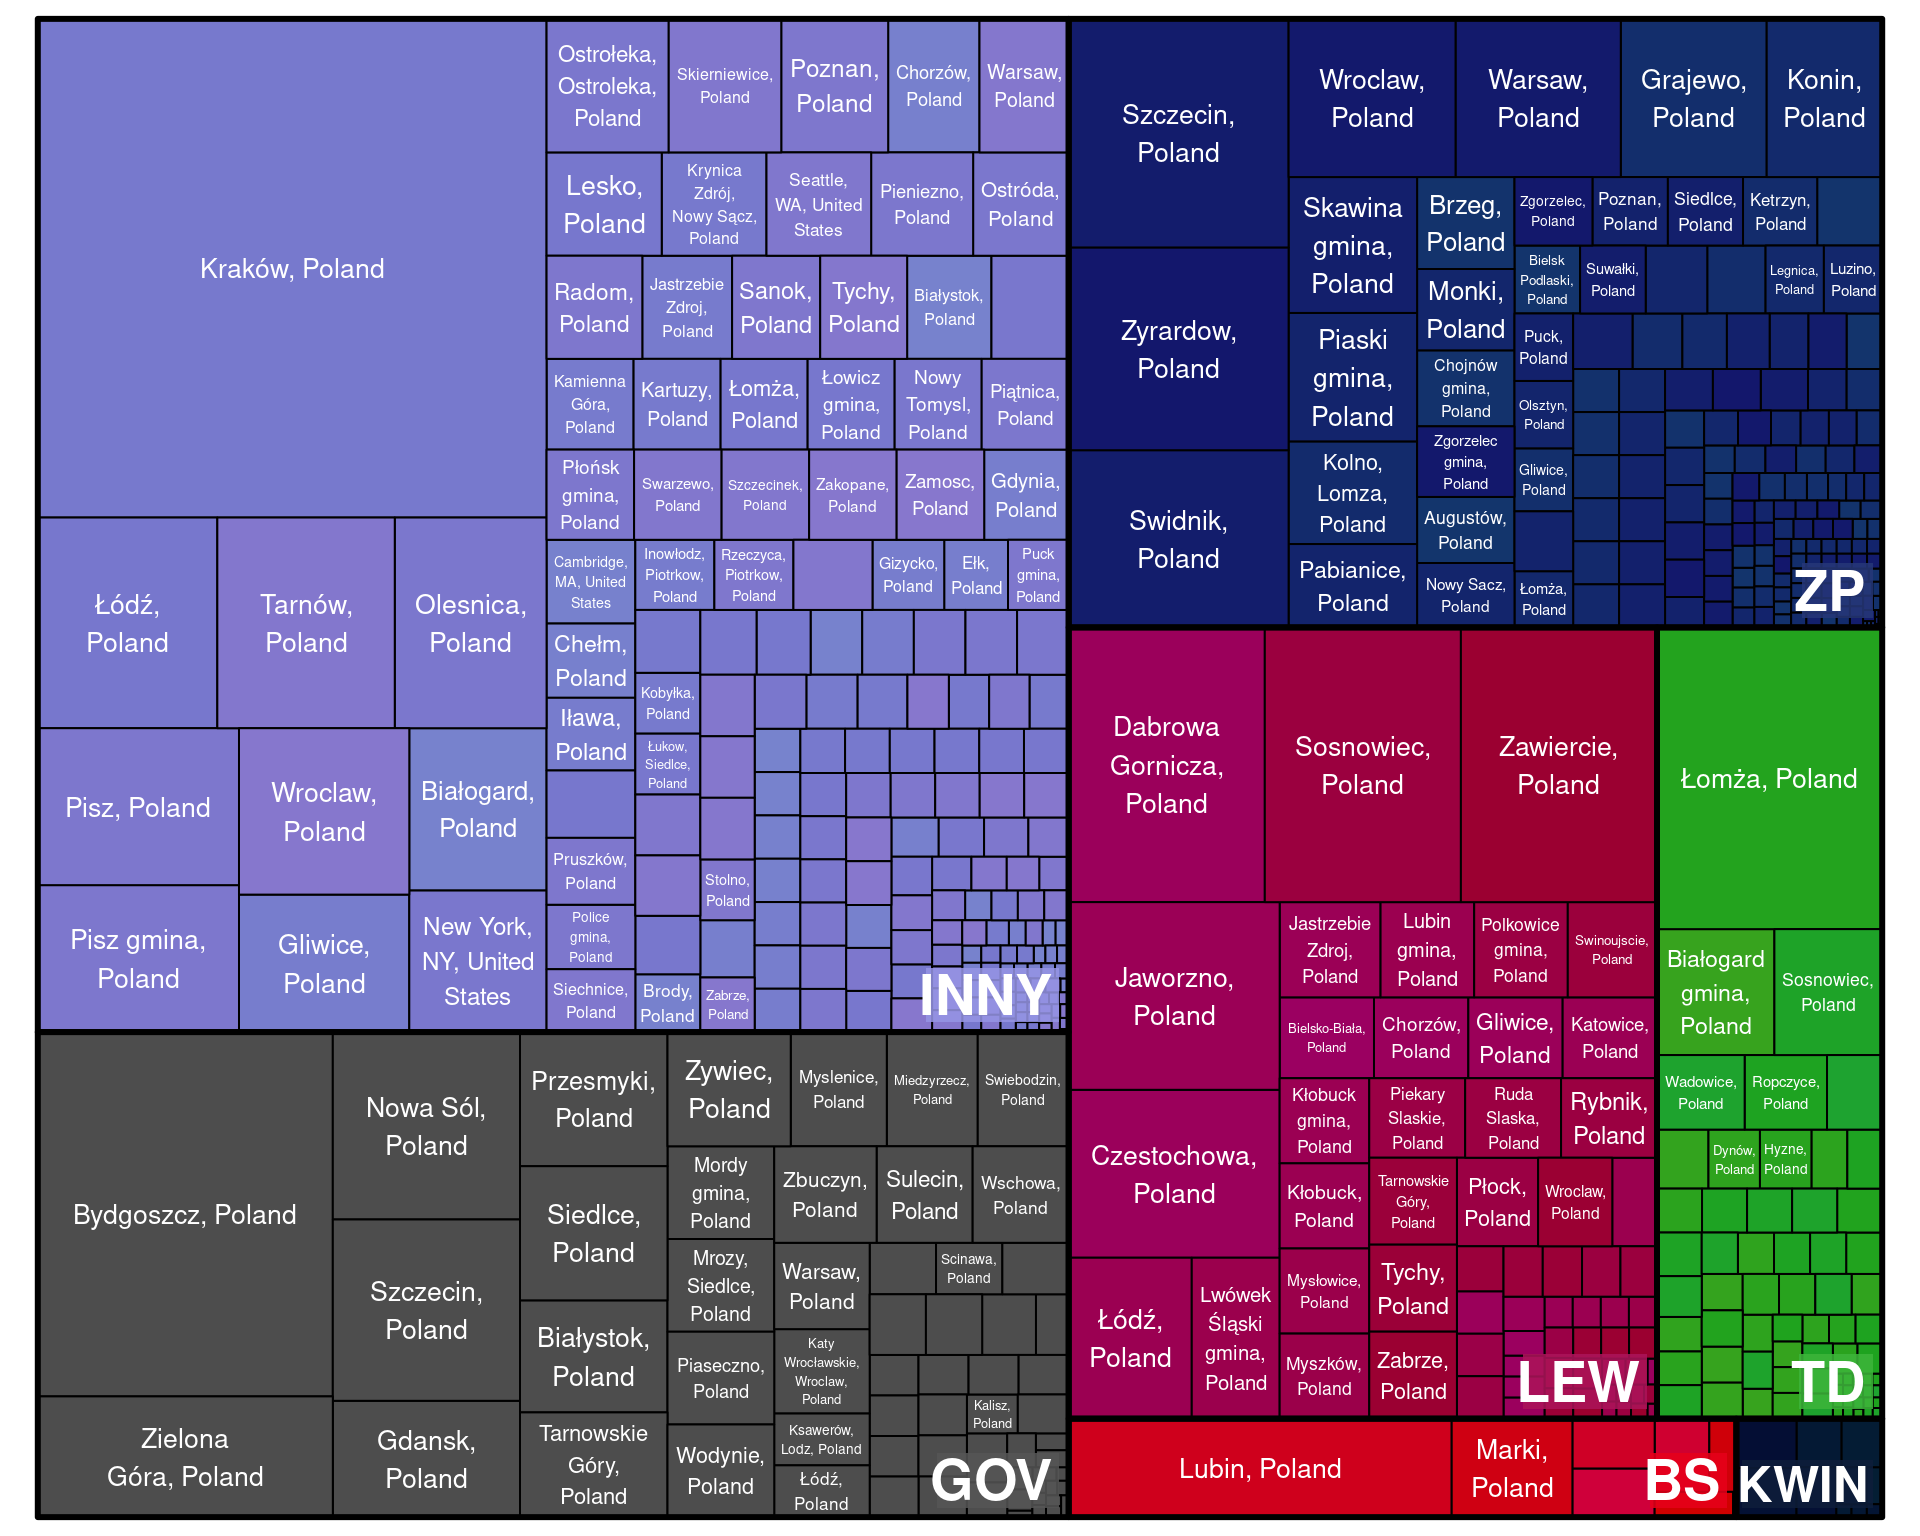 Kraków, Poland
Łódź,
Poland
Tarnów,
Poland
Olesnica,
Poland
Pisz, Poland
Wroclaw,
Poland
Białogard,
Poland
Pisz gmina,
Poland
Gliwice,
Poland
New York,
NY, United
States
Ostrołeka,
Ostroleka,
Poland
Skierniewice,
Poland
Poznan,
Poland
Chorzów,
Poland
Warsaw,
Poland
Lesko,
Poland
Krynica
Zdrój,
Nowy Sącz,
Poland
Seattle,
WA, United
States
Pieniezno,
Poland
Ostróda,
Poland
Radom,
Poland
Jastrzebie
Zdroj,
Poland
Sanok,
Poland
Tychy,
Poland
Białystok,
Poland
Kamienna
Góra,
Poland
Kartuzy,
Poland
Łomża,
Poland
Łowicz
gmina,
Poland
Nowy
Tomysl,
Poland
Piątnica,
Poland
Płońsk
gmina,
Poland
Swarzewo,
Poland
Szczecinek,
Poland
Zakopane,
Poland
Zamosc,
Poland
Gdynia,
Poland
Cambridge,
MA, United
States
Inowłodz,
Piotrkow,
Poland
Rzeczyca,
Piotrkow,
Poland
Gizycko,
Poland
Ełk,
Poland
Puck
gmina,
Poland
Chełm,
Poland
Iława,
Poland
Kobyłka,
Poland
Łukow,
Siedlce,
Poland
Pruszków,
Poland
Stolno,
Poland
Police
gmina,
Poland
Siechnice,
Poland
Brody,
Poland
Zabrze,
Poland
INNY
Szczecin,
Poland
Zyrardow,
Poland
Swidnik,
Poland
Wroclaw,
Poland
Warsaw,
Poland
Grajewo,
Poland
Konin,
Poland
Skawina
gmina,
Poland
Piaski
gmina,
Poland
Kolno,
Lomza,
Poland
Pabianice,
Poland
Brzeg,
Poland
Monki,
Poland
Chojnów
gmina,
Poland
Zgorzelec
gmina,
Poland
Augustów,
Poland
Nowy Sacz,
Poland
Zgorzelec,
Poland
Poznan,
Poland
Siedlce,
Poland
Ketrzyn,
Poland
Bielsk
Podlaski,
Poland
Suwałki,
Poland
Legnica,
Poland
Luzino,
Poland
Puck,
Poland
Olsztyn,
Poland
Gliwice,
Poland
Łomża,
Poland
ZP
Dabrowa
Gornicza,
Poland
Sosnowiec,
Poland
Zawiercie,
Poland
Jaworzno,
Poland
Czestochowa,
Poland
Łódź,
Poland
Lwówek
Śląski
gmina,
Poland
Jastrzebie
Zdroj,
Poland
Lubin
gmina,
Poland
Polkowice
gmina,
Poland
Swinoujscie,
Poland
Bielsko-Biała,
Poland
Chorzów,
Poland
Gliwice,
Poland
Katowice,
Poland
Kłobuck
gmina,
Poland
Piekary
Slaskie,
Poland
Ruda
Slaska,
Poland
Rybnik,
Poland
Kłobuck,
Poland
Tarnowskie
Góry,
Poland
Płock,
Poland
Wroclaw,
Poland
Mysłowice,
Poland
Tychy,
Poland
Myszków,
Poland
Zabrze,
Poland
LEW
Łomża, Poland
Białogard
gmina,
Poland
Sosnowiec,
Poland
Wadowice,
Poland
Ropczyce,
Poland
Dynów,
Poland
Hyzne,
Poland
TD
Bydgoszcz, Poland
Zielona
Góra, Poland
Nowa Sól,
Poland
Szczecin,
Poland
Gdansk,
Poland
Przesmyki,
Poland
Siedlce,
Poland
Białystok,
Poland
Tarnowskie
Góry,
Poland
Zywiec,
Poland
Myslenice,
Poland
Miedzyrzecz,
Poland
Swiebodzin,
Poland
Mordy
gmina,
Poland
Zbuczyn,
Poland
Sulecin,
Poland
Wschowa,
Poland
Mrozy,
Siedlce,
Poland
Warsaw,
Poland
Scinawa,
Poland
Piaseczno,
Poland
Katy
Wrocławskie,
Wroclaw,
Poland
Kalisz,
Poland
Wodynie,
Poland
Ksawerów,
Lodz, Poland
Łódź,
Poland
GOV
Lubin, Poland
Marki,
Poland
BS
KWIN